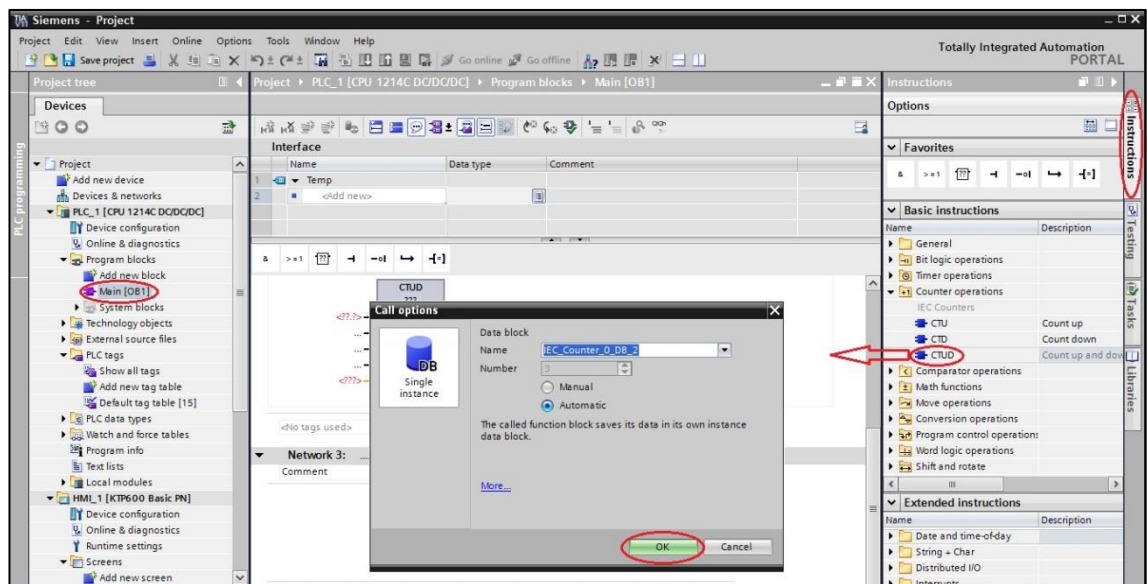 Siemens - Project
Project Edit View Insert Online Options Tools Window Help
Totally Integrated Automation
PORTAL
Save project
Go online
Go offline
Project tree
Project PLC_1 [CPU 1214C DC/DC/DC] Program blocks Main [OB1]
Instructions
Devices
Options
Interface
Name Data type Comment
1 Temp
2 <Add new>
PLC programming
Project
Add new device
Devices & networks
PLC_1 [CPU 1214C DC/DC/DC]
Device configuration
Online & diagnostics
Program blocks
Add new block
Main [OB1]
System blocks
Technology objects
External source files
PLC tags
Show all tags
Add new tag table
Default tag table [15]
PLC data types
Watch and force tables
Program info
Text lists
Local modules
HMI_1 [KTP600 Basic PN]
Device configuration
Online & diagnostics
Runtime settings
Screens
Add new screen
& >=1 ??
CTUD
???
<??.?>
...
...
...
<???>
<No tags used>
Network 3: ...
Comment
Call options
DB
Single
instance
Data block
Name IEC_Counter_0_DB_2
Number 3
Manual
Automatic
The called function block saves its data in its own instance
data block.
More...
OK Cancel
Favorites
& >=1 ??
Basic instructions
Name Description
General
Bit logic operations
Timer operations
Counter operations
IEC Counters
CTU Count up
CTD Count down
CTUD Count up and dow
Comparator operations
Math functions
Move operations
Conversion operations
Program control operations
Word logic operations
Shift and rotate
Extended instructions
Name Description
Date and time-of-day
String + Char
Distributed I/O
Interrupts
Instructions
Testing
Tasks
Libraries